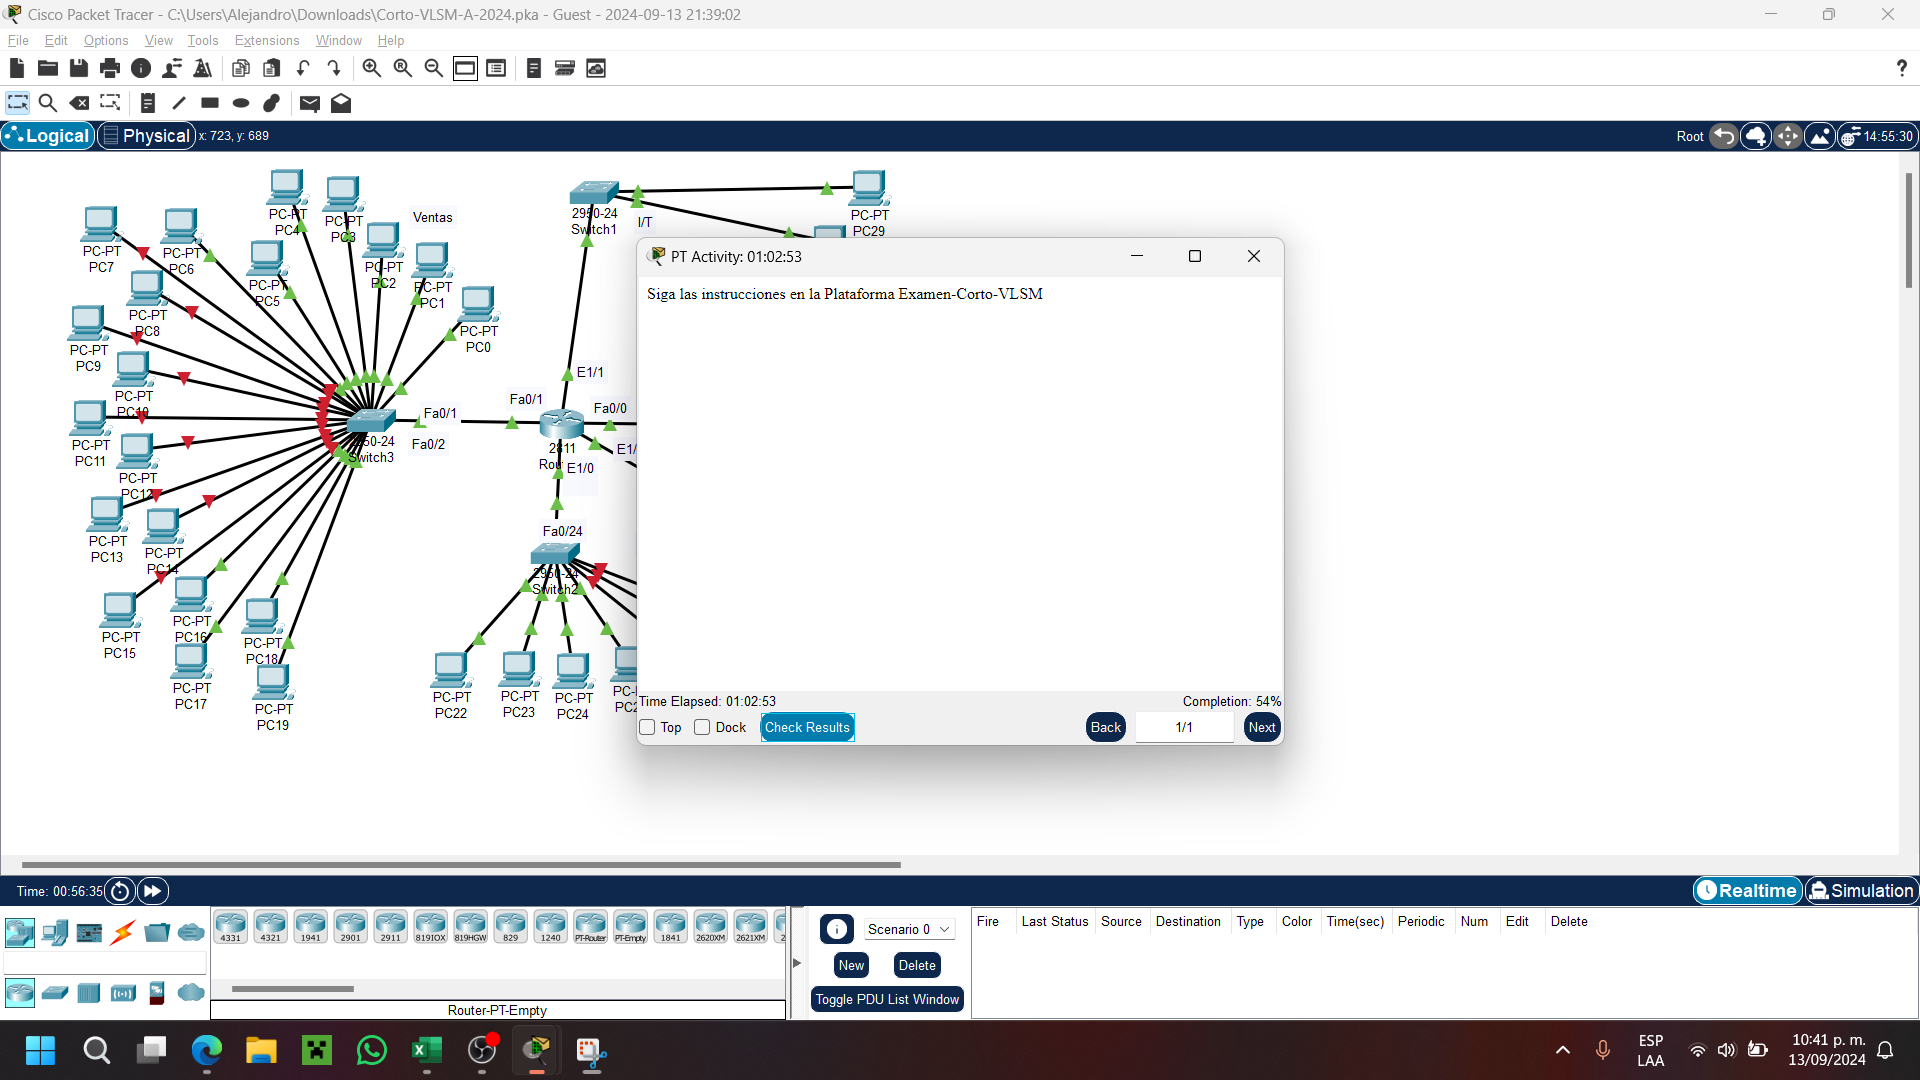 Cisco Packet Tracer - C:\Users\Alejandro\Downloads\Corto-VLSM-A-2024.pka - Guest - 2024-09-13 21:39:02
File Edit Options View Tools Extensions Window Help
Logical Physical x: 723, y: 689
Root 14:55:30
PC-PT
PC7
PC-PT
PC6
PC-PT
PC5
PC-PT
PC4
PC-PT
PC3
PC-PT
PC2
Ventas
PC-PT
PC1
PC-PT
PC0
PC-PT
PC8
PC-PT
PC9
PC-PT
PC10
PC-PT
PC11
PC-PT
PC12
PC-PT
PC13
PC-PT
PC14
PC-PT
PC15
PC-PT
PC16
PC-PT
PC17
PC-PT
PC18
PC-PT
PC19
2950-24
Switch3
Fa0/1
Fa0/2
2950-24
Switch1
I/T
PC-PT
PC29
E1/1
Fa0/1
Fa0/0
2811
E1/0
Fa0/24
2950-24
Switch2
PC-PT
PC22
PC-PT
PC23
PC-PT
PC24
PT Activity: 01:02:53
Siga las instrucciones en la Plataforma Examen-Corto-VLSM
Time Elapsed: 01:02:53
Completion: 54%
Top Dock Check Results Back 1/1 Next
Time: 00:56:35
Realtime Simulation
4331 4321 1941 2901 2911 819IOX 819HGW 829 1240 PT-Router PT-Empty 1841 2620XM 2621XM
Router-PT-Empty
Scenario 0
New Delete
Toggle PDU List Window
Fire Last Status Source Destination Type Color Time(sec) Periodic Num Edit Delete
ESP
LAA
10:41 p. m.
13/09/2024